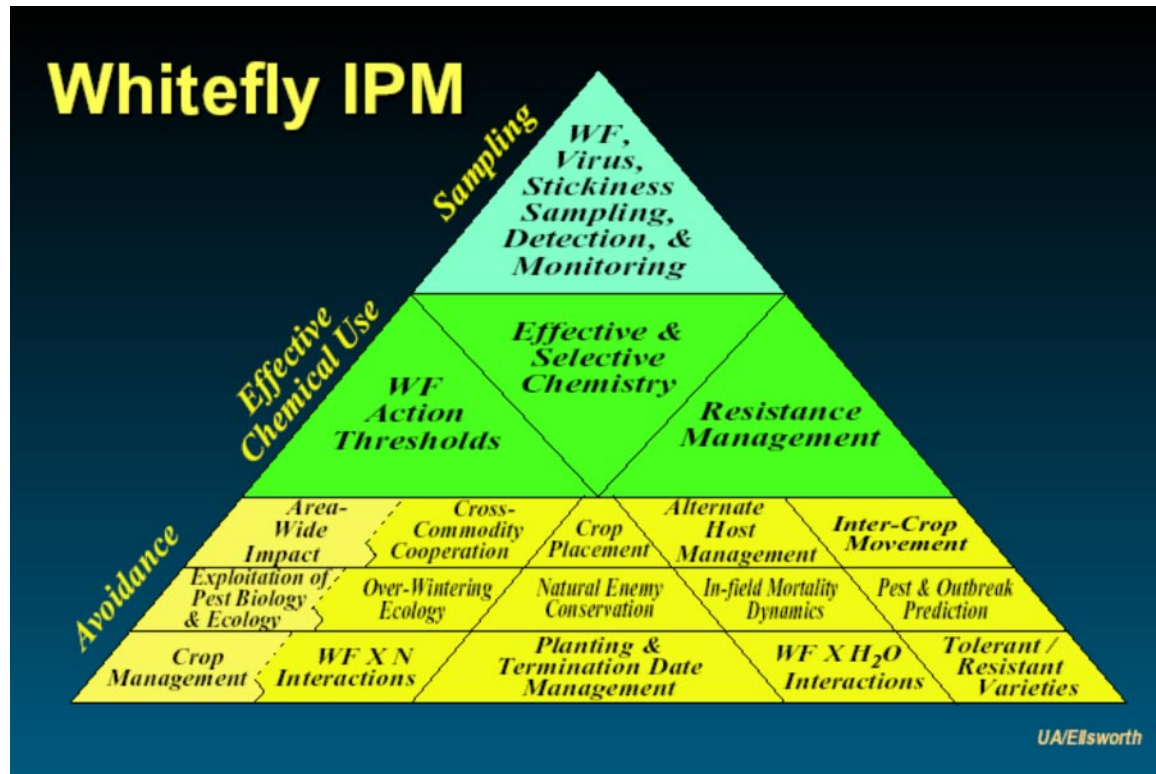 Whitefly IPM
Sampling
WF,
Virus,
Stickiness
Sampling,
Detection, &
Monitoring
Effective
Chemical Use
WF
Action
Thresholds
Effective &
Selective
Chemistry
Resistance
Management
Avoidance
Area-
Wide
Impact
Cross-
Commodity
Cooperation
Crop
Placement
Alternate
Host
Management
Inter-Crop
Movement
Exploitation of
Pest Biology
& Ecology
Over-Wintering
Ecology
Natural Enemy
Conservation
In-field Mortality
Dynamics
Pest & Outbreak
Prediction
Crop
Management
WF X N
Interactions
Planting &
Termination Date
Management
WF X H₂O
Interactions
Tolerant /
Resistant
Varieties
UA/Ellsworth